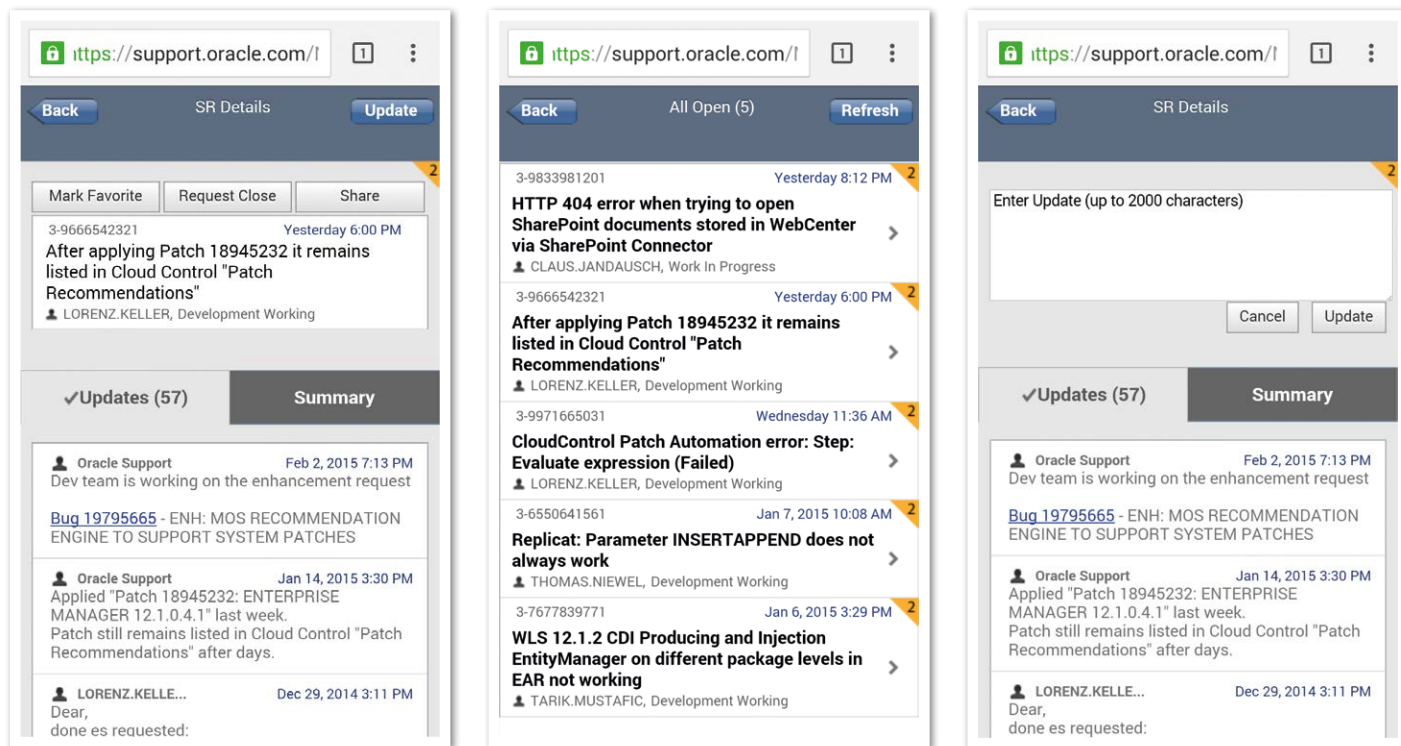 https://support.oracle.com/
1
Back
SR Details
Update
2
Mark Favorite
Request Close
Share
3-9666542321
Yesterday 6:00 PM
After applying Patch 18945232 it remains
listed in Cloud Control "Patch
Recommendations"
LORENZ.KELLER, Development Working
✓Updates (57)
Summary
Oracle Support
Feb 2, 2015 7:13 PM
Dev team is working on the enhancement request
Bug 19795665 - ENH: MOS RECOMMENDATION
ENGINE TO SUPPORT SYSTEM PATCHES
Oracle Support
Jan 14, 2015 3:30 PM
Applied "Patch 18945232: ENTERPRISE
MANAGER 12.1.0.4.1" last week.
Patch still remains listed in Cloud Control "Patch
Recommendations" after days.
LORENZ.KELLE...
Dec 29, 2014 3:11 PM
Dear,
done es requested:
https://support.oracle.com/
1
Back
All Open (5)
Refresh
3-9833981201
Yesterday 8:12 PM
2
HTTP 404 error when trying to open
SharePoint documents stored in WebCenter
via SharePoint Connector
CLAUS.JANDAUSCH, Work In Progress
3-9666542321
Yesterday 6:00 PM
2
After applying Patch 18945232 it remains
listed in Cloud Control "Patch
Recommendations"
LORENZ.KELLER, Development Working
3-9971665031
Wednesday 11:36 AM
2
CloudControl Patch Automation error: Step:
Evaluate expression (Failed)
LORENZ.KELLER, Development Working
3-6550641561
Jan 7, 2015 10:08 AM
2
Replicat: Parameter INSERTAPPEND does not
always work
THOMAS.NIEWEL, Development Working
3-7677839771
Jan 6, 2015 3:29 PM
2
WLS 12.1.2 CDI Producing and Injection
EntityManager on different package levels in
EAR not working
TARIK.MUSTAFIC, Development Working
https://support.oracle.com/
1
Back
SR Details
2
Enter Update (up to 2000 characters)
Cancel
Update
✓Updates (57)
Summary
Oracle Support
Feb 2, 2015 7:13 PM
Dev team is working on the enhancement request
Bug 19795665 - ENH: MOS RECOMMENDATION
ENGINE TO SUPPORT SYSTEM PATCHES
Oracle Support
Jan 14, 2015 3:30 PM
Applied "Patch 18945232: ENTERPRISE
MANAGER 12.1.0.4.1" last week.
Patch still remains listed in Cloud Control "Patch
Recommendations" after days.
LORENZ.KELLE...
Dec 29, 2014 3:11 PM
Dear,
done es requested: